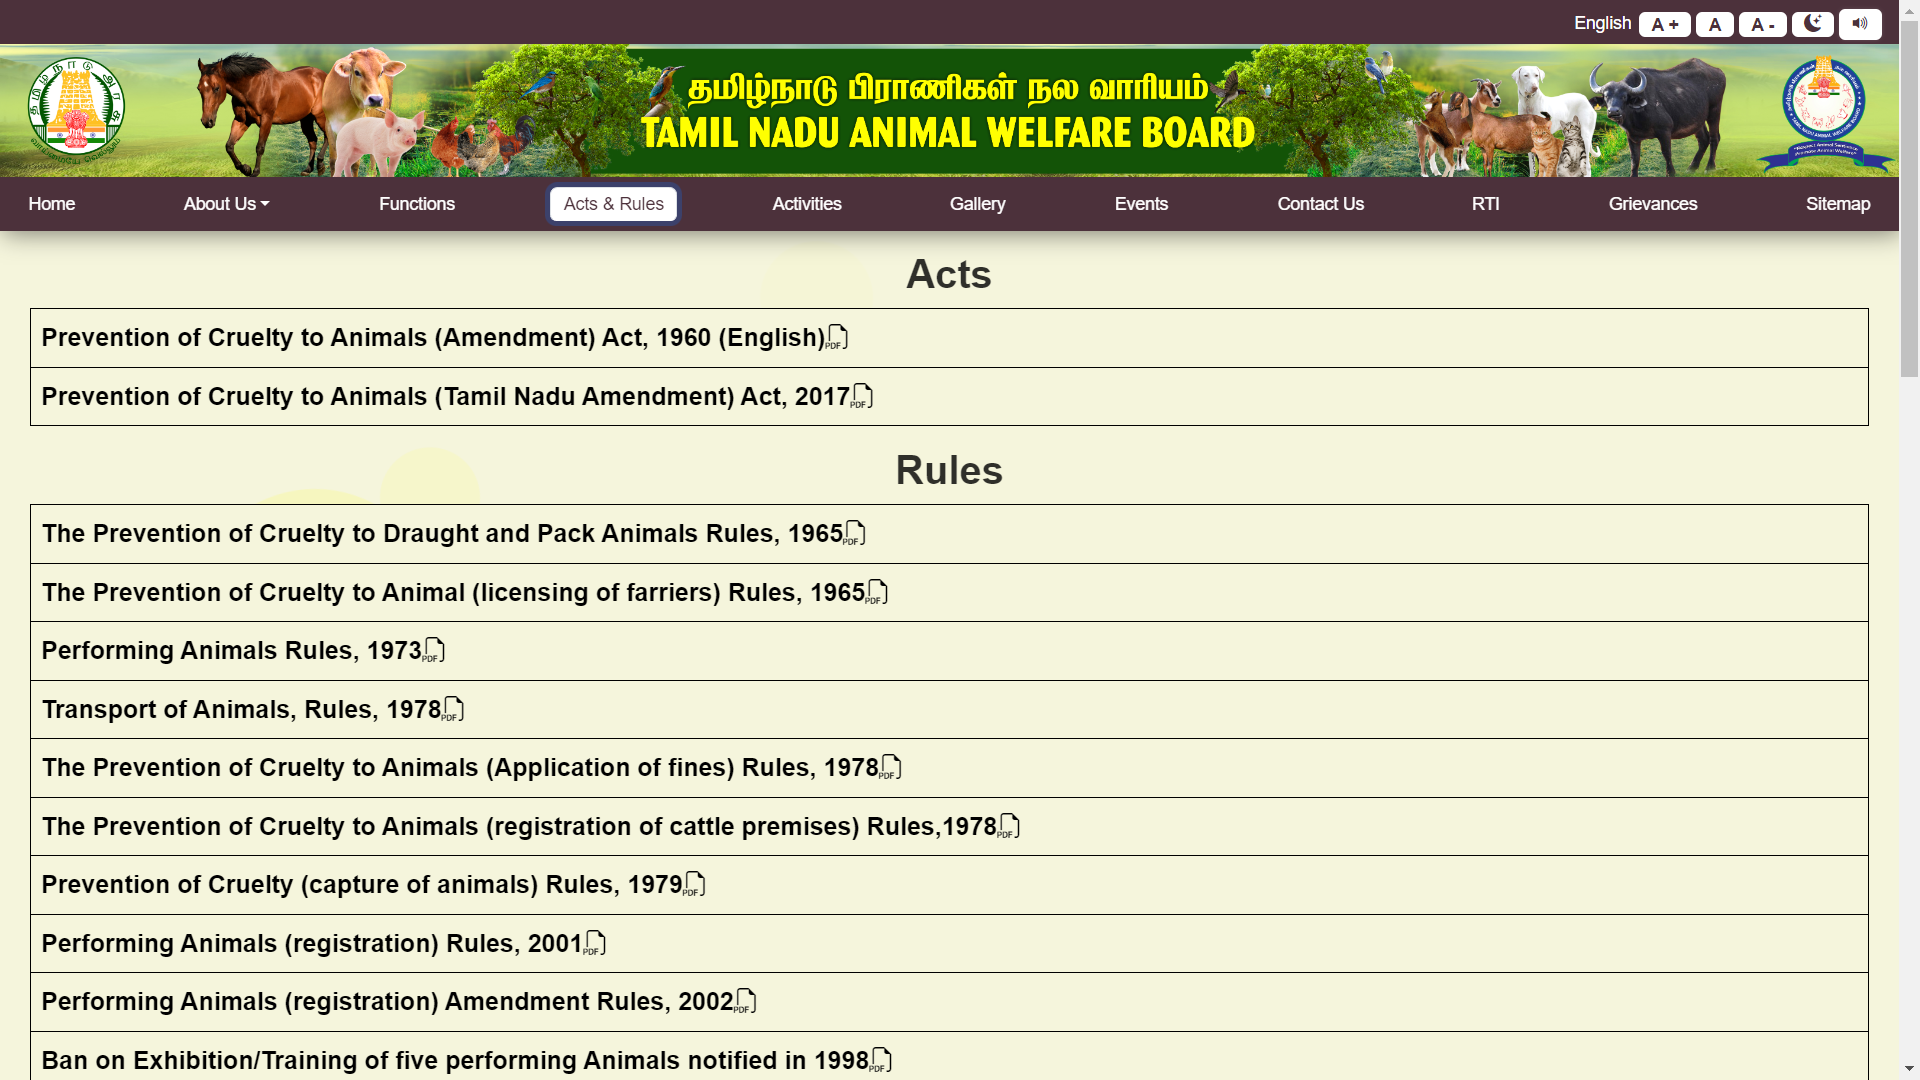 English A + A A -
தமிழ்நாடு பிராணிகள் நல வாரியம்
TAMIL NADU ANIMAL WELFARE BOARD
Home About Us Functions Acts & Rules Activities Gallery Events Contact Us RTI Grievances Sitemap
Acts
Prevention of Cruelty to Animals (Amendment) Act, 1960 (English) PDF
Prevention of Cruelty to Animals (Tamil Nadu Amendment) Act, 2017 PDF
Rules
The Prevention of Cruelty to Draught and Pack Animals Rules, 1965 PDF
The Prevention of Cruelty to Animal (licensing of farriers) Rules, 1965 PDF
Performing Animals Rules, 1973 PDF
Transport of Animals, Rules, 1978 PDF
The Prevention of Cruelty to Animals (Application of fines) Rules, 1978 PDF
The Prevention of Cruelty to Animals (registration of cattle premises) Rules,1978 PDF
Prevention of Cruelty (capture of animals) Rules, 1979 PDF
Performing Animals (registration) Rules, 2001 PDF
Performing Animals (registration) Amendment Rules, 2002 PDF
Ban on Exhibition/Training of five performing Animals notified in 1998 PDF